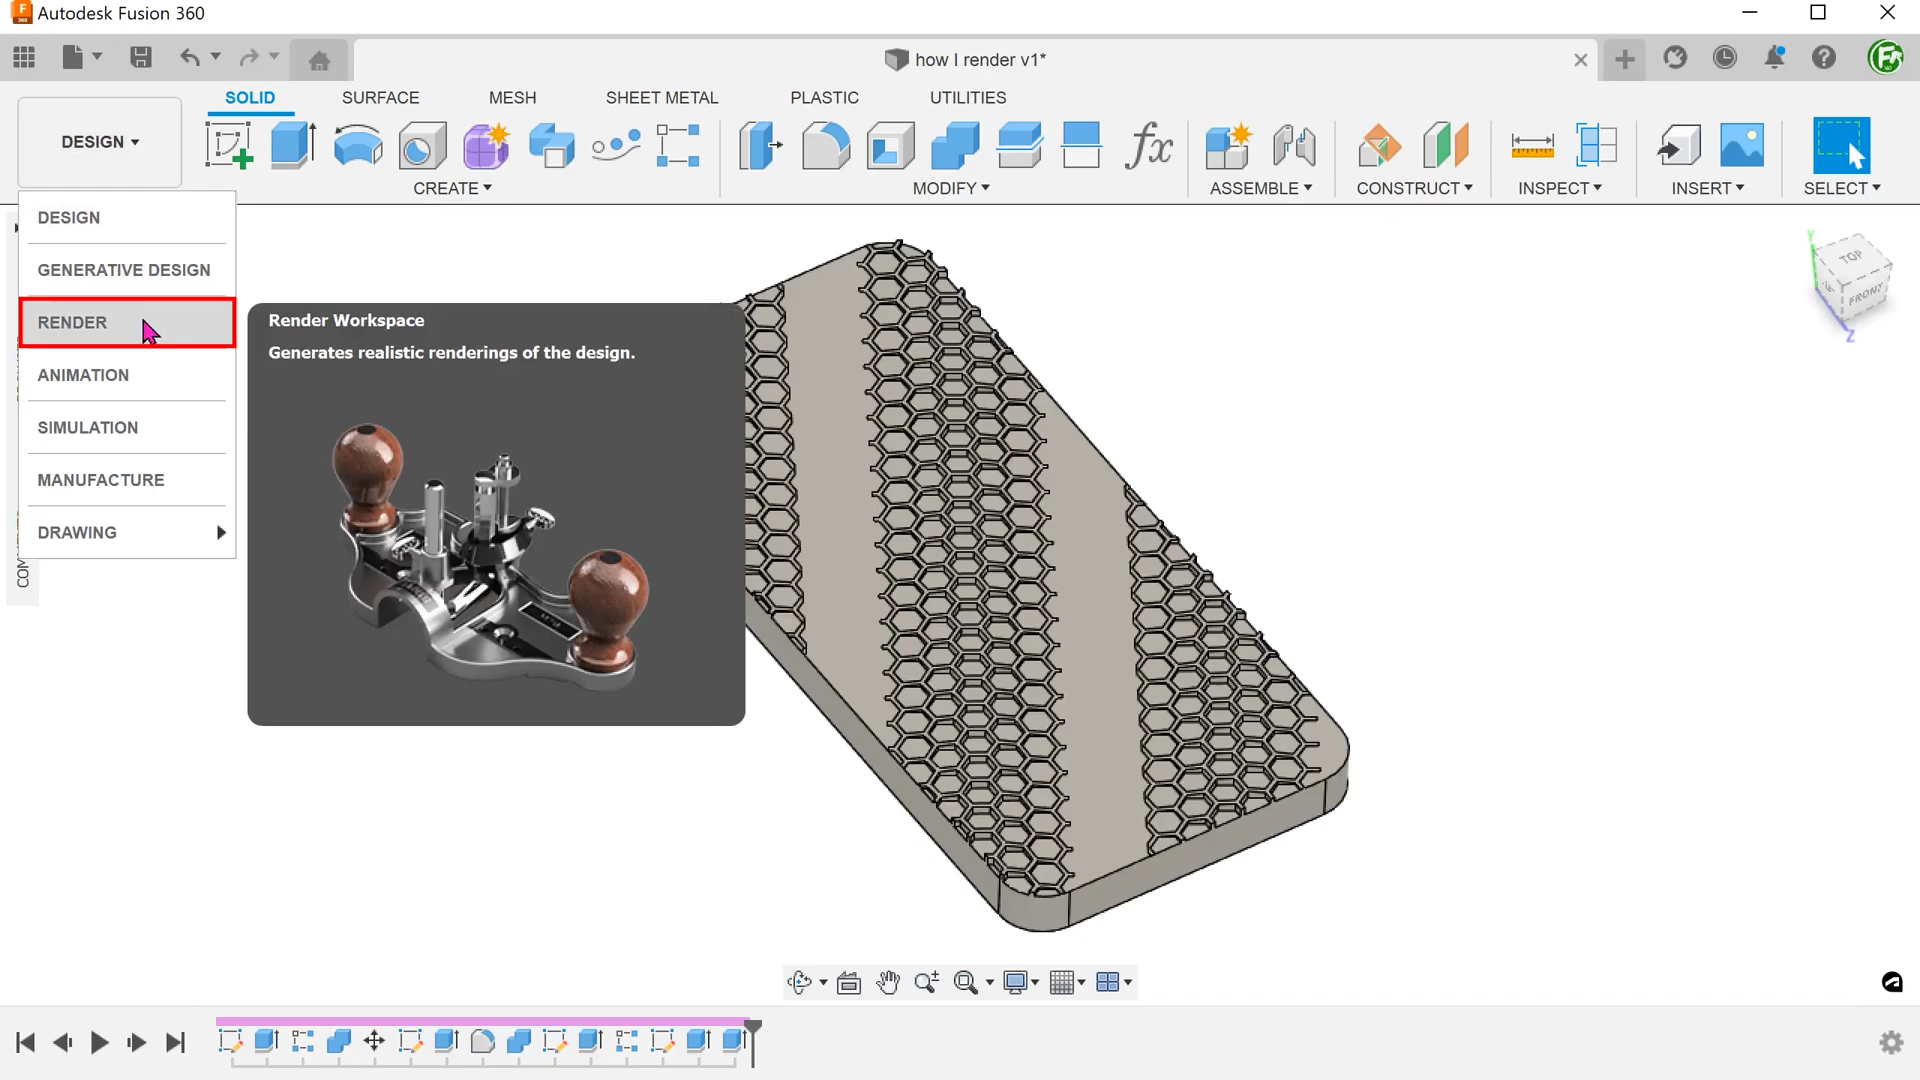 Autodesk Fusion 360
how I render v1*
DESIGN
SOLID
SURFACE
MESH
SHEET METAL
PLASTIC
UTILITIES
CREATE
MODIFY
ASSEMBLE
CONSTRUCT
INSPECT
INSERT
SELECT
fx
DESIGN
GENERATIVE DESIGN
RENDER
ANIMATION
SIMULATION
MANUFACTURE
DRAWING
Render Workspace
Generates realistic renderings of the design.
TOP
FRONT
Y
Z